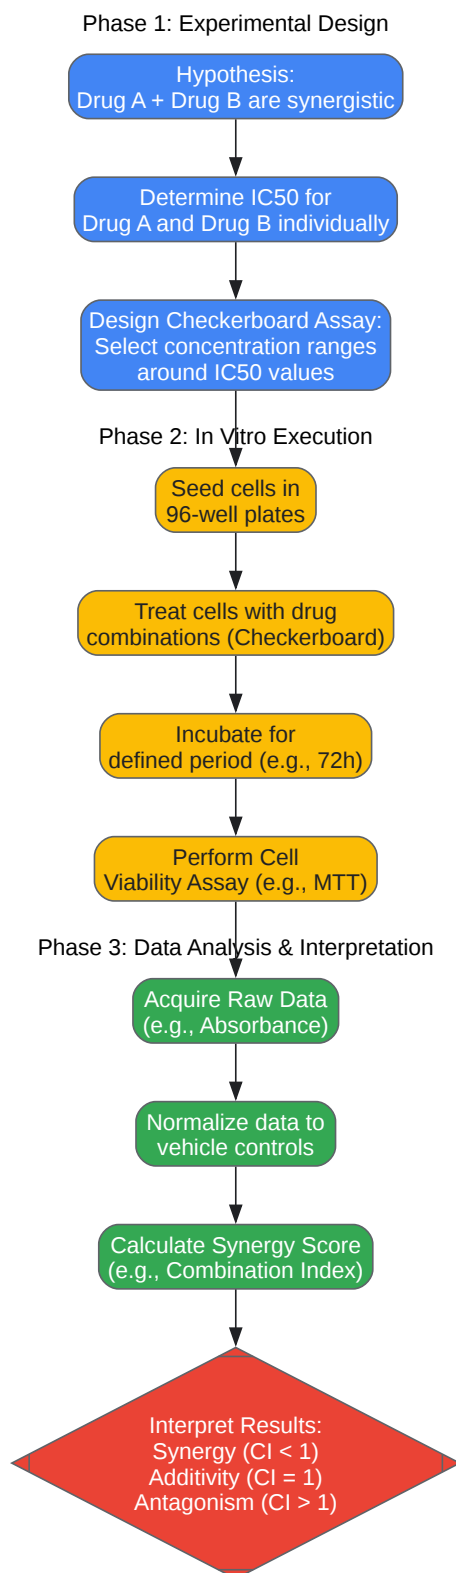 Phase 1: Experimental Design
Hypothesis:
Drug A + Drug B are synergistic
Determine IC50 for
Drug A and Drug B individually
Design Checkerboard Assay:
Select concentration ranges
around IC50 values
Phase 2: In Vitro Execution
Seed cells in
96-well plates
Treat cells with drug
combinations (Checkerboard)
Incubate for
defined period (e.g., 72h)
Perform Cell
Viability Assay (e.g., MTT)
Phase 3: Data Analysis & Interpretation
Acquire Raw Data
(e.g., Absorbance)
Normalize data to
vehicle controls
Calculate Synergy Score
(e.g., Combination Index)
Interpret Results:
Synergy (CI < 1)
Additivity (CI = 1)
Antagonism (CI > 1)